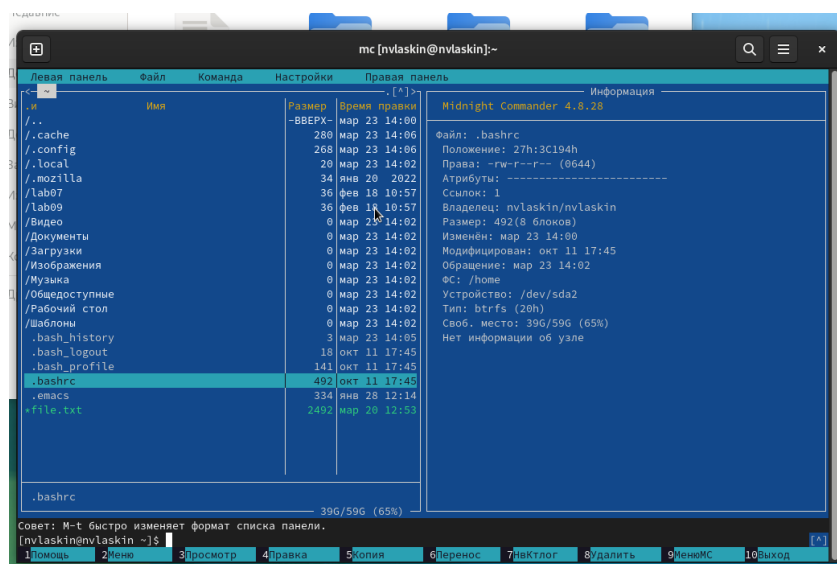 mc [nvlaskin@nvlaskin]:~
Левая панель Файл Команда Настройки Правая панель
<─ ~ .[^]>
.и Имя Размер Время правки
/.. -ВВЕРХ- мар 23 14:00
/.cache 280 мар 23 14:06
/.config 268 мар 23 14:06
/.local 20 мар 23 14:02
/.mozilla 34 янв 20 2022
/lab07 36 фев 18 10:57
/lab09 36 фев 18 10:57
/Видео 0 мар 23 14:02
/Документы 0 мар 23 14:02
/Загрузки 0 мар 23 14:02
/Изображения 0 мар 23 14:02
/Музыка 0 мар 23 14:02
/Общедоступные 0 мар 23 14:02
/Рабочий стол 0 мар 23 14:02
/Шаблоны 0 мар 23 14:02
.bash_history 3 мар 23 14:05
.bash_logout 18 окт 11 17:45
.bash_profile 141 окт 11 17:45
.bashrc 492 окт 11 17:45
.emacs 334 янв 28 12:14
*file.txt 2492 мар 20 12:53
.bashrc
39G/59G (65%)
Информация
Midnight Commander 4.8.28
Файл: .bashrc
Положение: 27h:3C194h
Права: -rw-r--r-- (0644)
Атрибуты: -------------------------
Ссылок: 1
Владелец: nvlaskin/nvlaskin
Размер: 492(8 блоков)
Изменён: мар 23 14:00
Модифицирован: окт 11 17:45
Обращение: мар 23 14:02
ФС: /home
Устройство: /dev/sda2
Тип: btrfs (20h)
Своб. место: 39G/59G (65%)
Нет информации об узле
Совет: M-t быстро изменяет формат списка панели.
[nvlaskin@nvlaskin ~]$ [^]
1Помощь 2Меню 3Просмотр 4Правка 5Копия 6Перенос 7НвКтлог 8Удалить 9МенюMC 10Выход